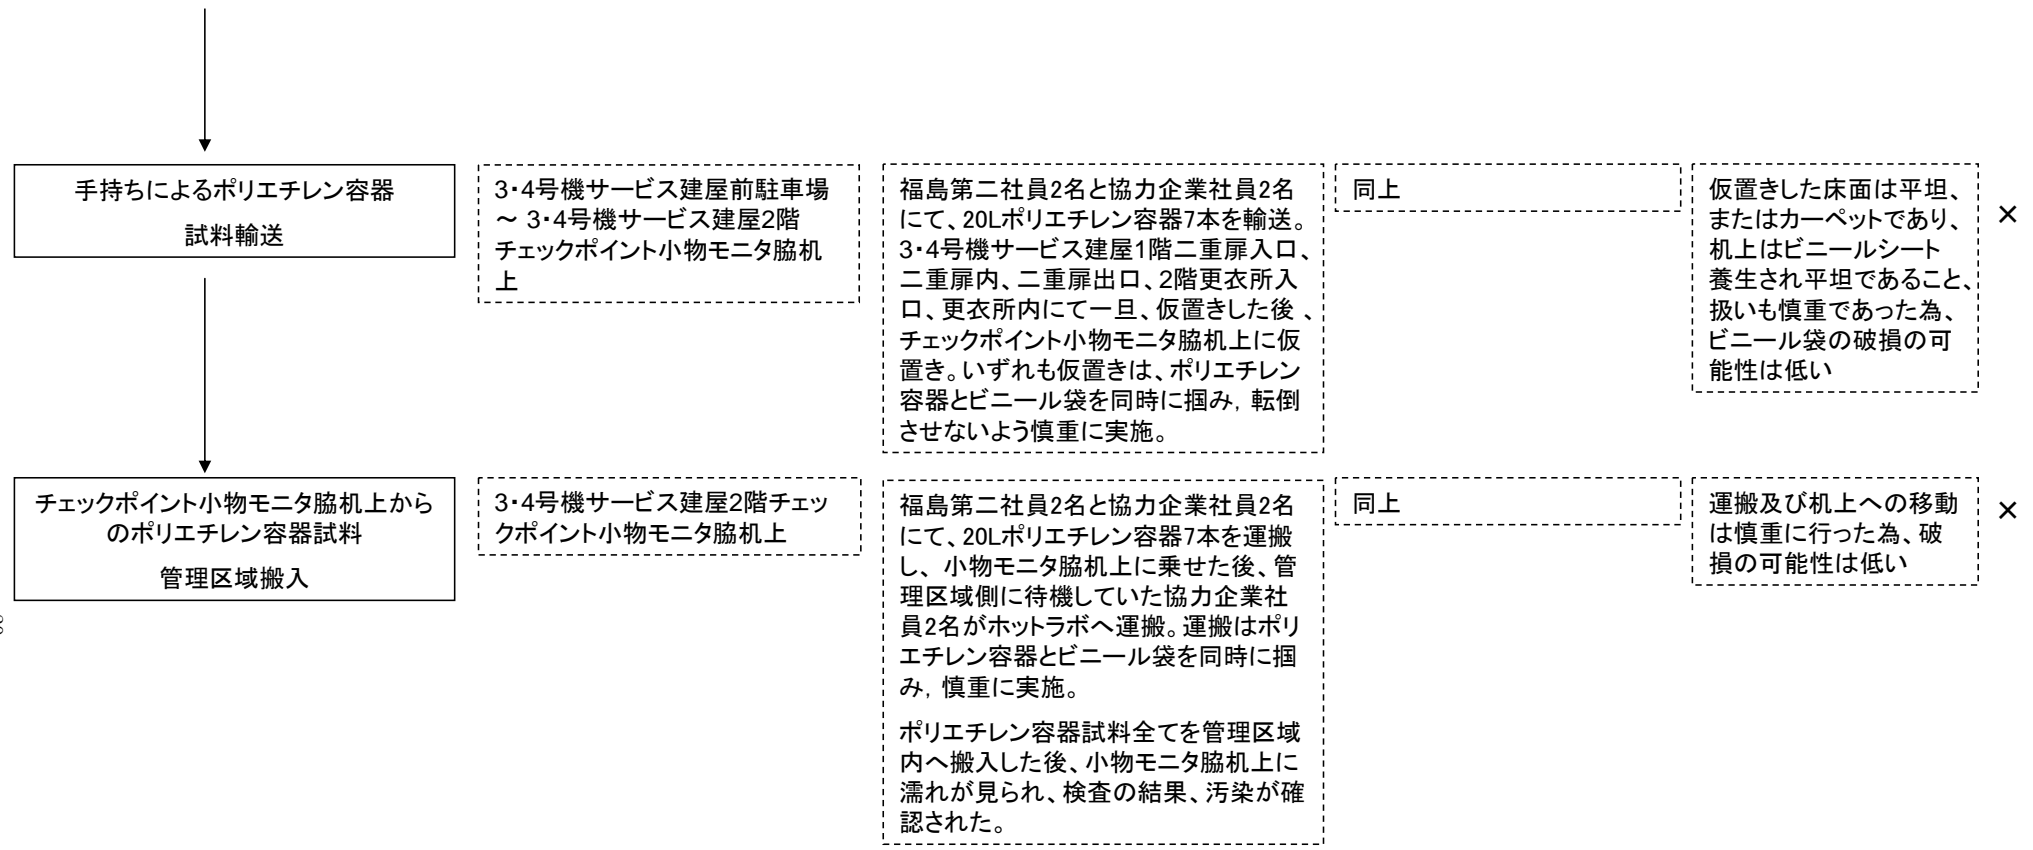 手持ちによるポリエチレン容器
試料輸送
3・4号機サービス建屋前駐車場
～ 3・4号機サービス建屋2階
チェックポイント小物モニタ脇机
上
福島第二社員2名と協力企業社員2名
にて、20Lポリエチレン容器7本を輸送。
3・4号機サービス建屋1階二重扉入口、
二重扉内、二重扉出口、2階更衣所入
口、更衣所内にて一旦、仮置きした後 、
チェックポイント小物モニタ脇机上に仮
置き。いずれも仮置きは、ポリエチレン
容器とビニール袋を同時に掴み，転倒
させないよう慎重に実施。
同上
仮置きした床面は平坦、
またはカーペットであり、
机上はビニールシート
養生され平坦であること、
扱いも慎重であった為、
ビニール袋の破損の可
能性は低い
×
チェックポイント小物モニタ脇机上から
のポリエチレン容器試料
管理区域搬入
3・4号機サービス建屋2階チェッ
クポイント小物モニタ脇机上
福島第二社員2名と協力企業社員2名
にて、20Lポリエチレン容器7本を運搬
し、 小物モニタ脇机上に乗せた後、管
理区域側に待機していた協力企業社
員2名がホットラボへ運搬。運搬はポリ
エチレン容器とビニール袋を同時に掴
み，慎重に実施。
ポリエチレン容器試料全てを管理区域
内へ搬入した後、小物モニタ脇机上に
濡れが見られ、検査の結果、汚染が確
認された。
同上
運搬及び机上への移動
は慎重に行った為、破
損の可能性は低い
×